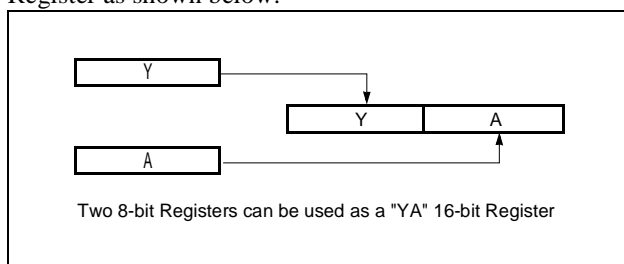 Register as shown below.
Y
Y A
A
Two 8-bit Registers can be used as a "YA" 16-bit Register